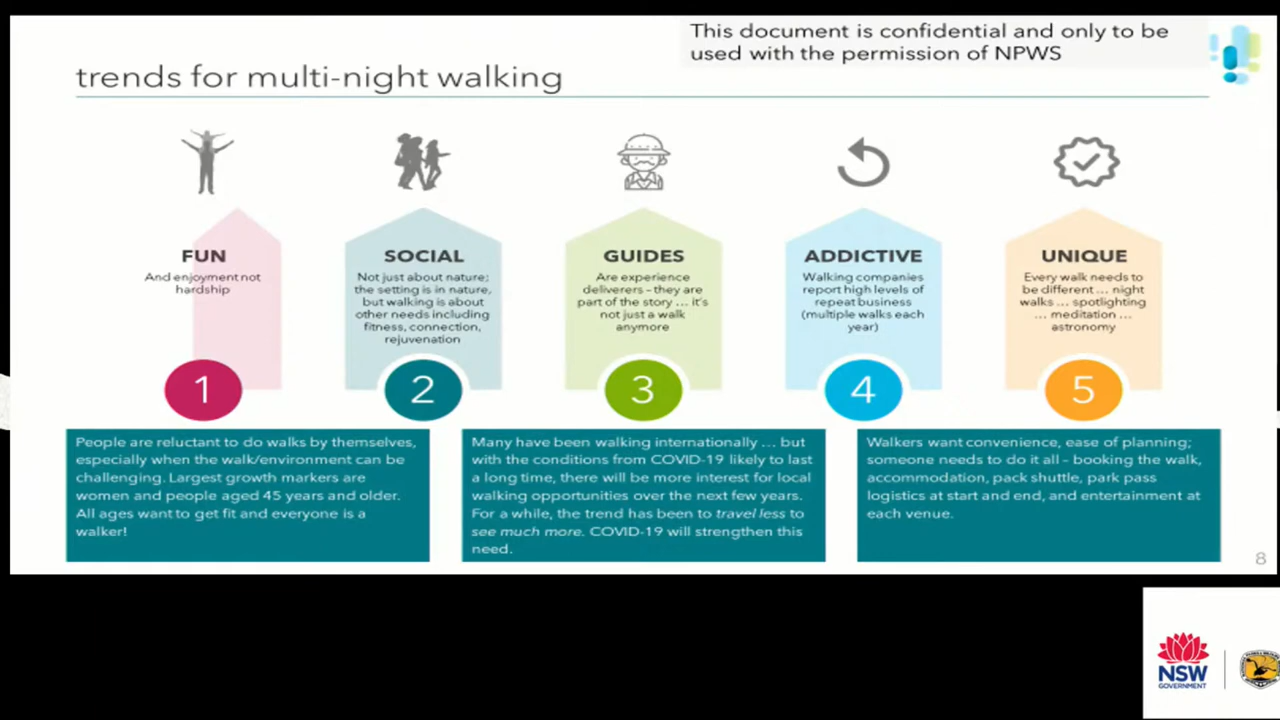 This document is confidential and only to be
used with the permission of NPWS
trends for multi-night walking
FUN
And enjoyment not
hardship
1
SOCIAL
Not just about nature;
the setting is in nature,
but walking is about
other needs including
fitness, connection,
rejuvenation
2
GUIDES
Are experience
deliverers – they are
part of the story ... it's
not just a walk
anymore
3
ADDICTIVE
Walking companies
report high levels of
repeat business
(multiple walks each
year)
4
UNIQUE
Every walk needs to
be different ... night
walks ... spotlighting
... meditation ...
astronomy
5
People are reluctant to do walks by themselves,
especially when the walk/environment can be
challenging. Largest growth markers are
women and people aged 45 years and older.
All ages want to get fit and everyone is a
walker!
Many have been walking internationally ... but
with the conditions from COVID-19 likely to last
a long time, there will be more interest for local
walking opportunities over the next few years.
For a while, the trend has been to travel less to
see much more. COVID-19 will strengthen this
need.
Walkers want convenience, ease of planning;
someone needs to do it all – booking the walk,
accommodation, pack shuttle, park pass
logistics at start and end, and entertainment at
each venue.
8
NSW
GOVERNMENT